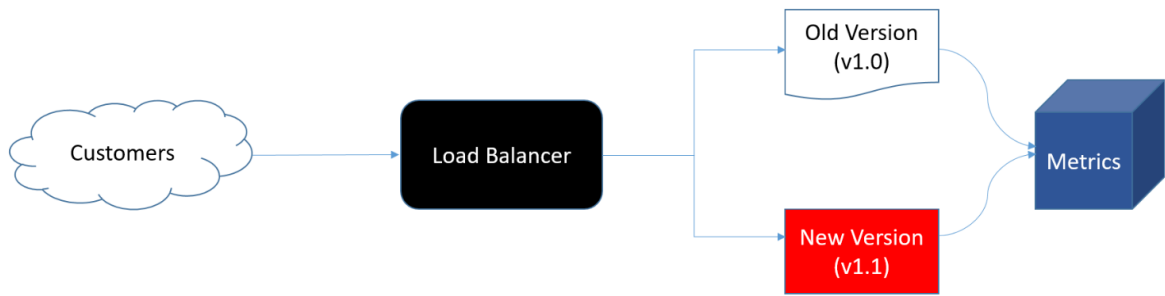 Customers
Load Balancer
Old Version
(v1.0)
New Version
(v1.1)
Metrics